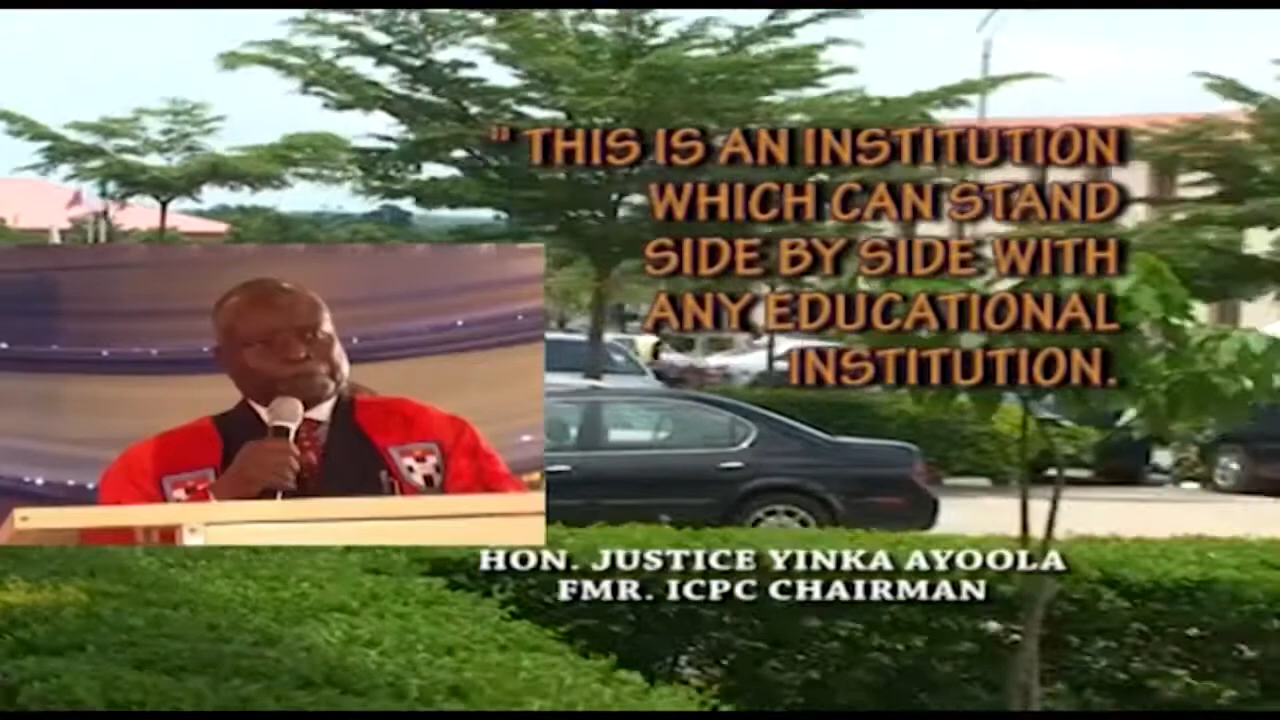 " THIS IS AN INSTITUTION
WHICH CAN STAND
SIDE BY SIDE WITH
ANY EDUCATIONAL
INSTITUTION.
HON. JUSTICE YINKA AYOOLA
FMR. ICPC CHAIRMAN